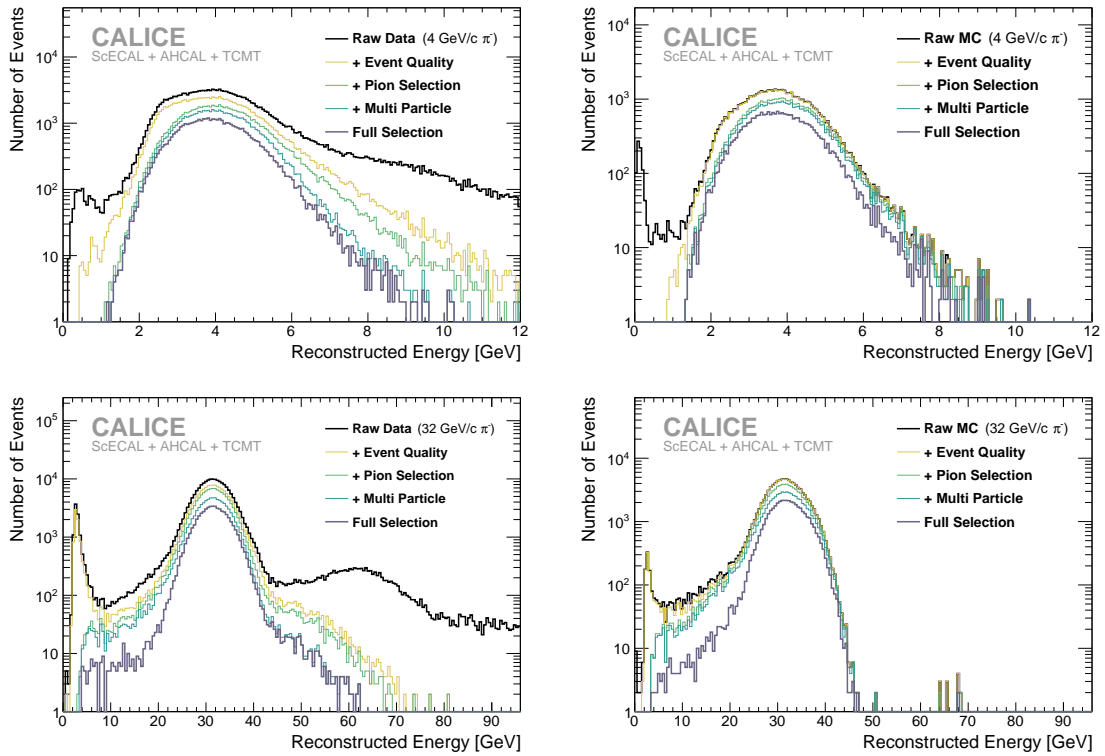 Number of Events
CALICE
ScECAL + AHCAL + TCMT
Raw Data (4 GeV/c π⁻)
+ Event Quality
+ Pion Selection
+ Multi Particle
Full Selection
10⁴
10³
10²
10
1
0 2 4 6 8 10 12
Reconstructed Energy [GeV]
Number of Events
CALICE
ScECAL + AHCAL + TCMT
Raw MC (4 GeV/c π⁻)
+ Event Quality
+ Pion Selection
+ Multi Particle
Full Selection
10⁴
10³
10²
10
1
0 2 4 6 8 10 12
Reconstructed Energy [GeV]
Number of Events
CALICE
ScECAL + AHCAL + TCMT
Raw Data (32 GeV/c π⁻)
+ Event Quality
+ Pion Selection
+ Multi Particle
Full Selection
10⁵
10⁴
10³
10²
10
1
0 10 20 30 40 50 60 70 80 90
Reconstructed Energy [GeV]
Number of Events
CALICE
ScECAL + AHCAL + TCMT
Raw MC (32 GeV/c π⁻)
+ Event Quality
+ Pion Selection
+ Multi Particle
Full Selection
10⁴
10³
10²
10
1
0 10 20 30 40 50 60 70 80 90
Reconstructed Energy [GeV]